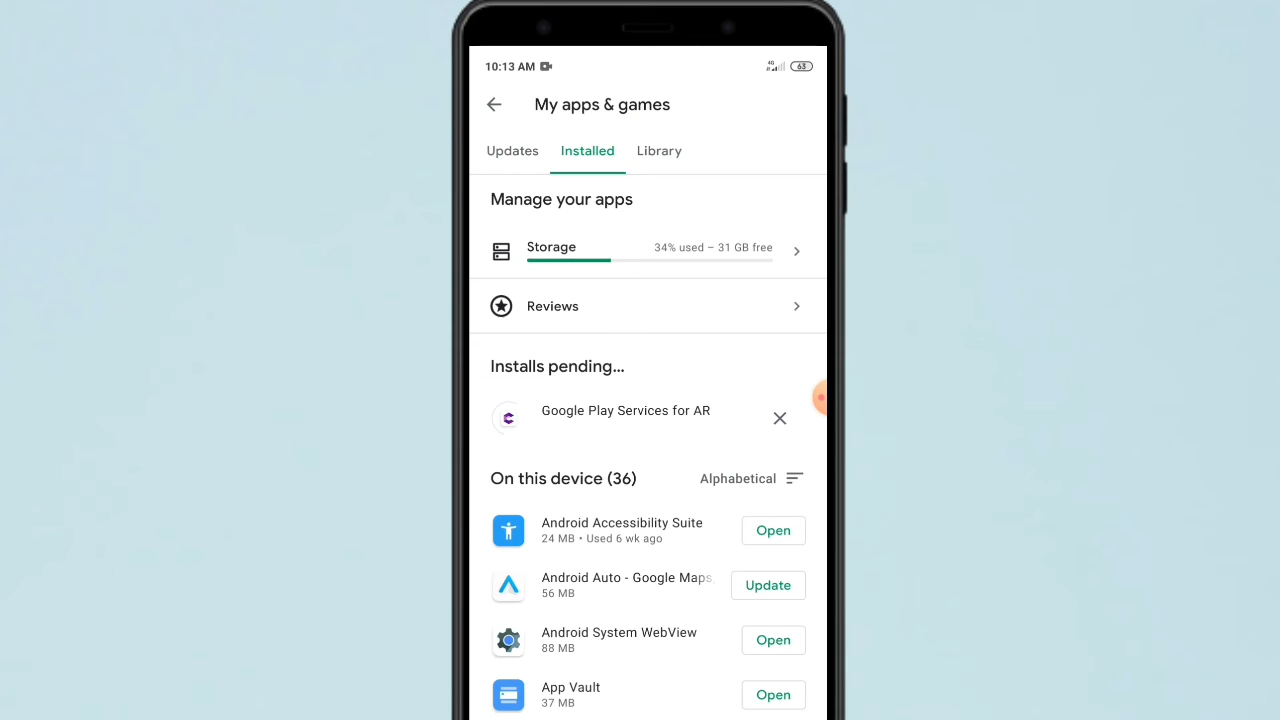 10:13 AM
4G
63
My apps & games
Updates
Installed
Library
Manage your apps
Storage
34% used – 31 GB free
Reviews
Installs pending...
Google Play Services for AR
On this device (36)
Alphabetical
Android Accessibility Suite
24 MB • Used 6 wk ago
Open
Android Auto - Google Maps,
56 MB
Update
Android System WebView
88 MB
Open
App Vault
37 MB
Open